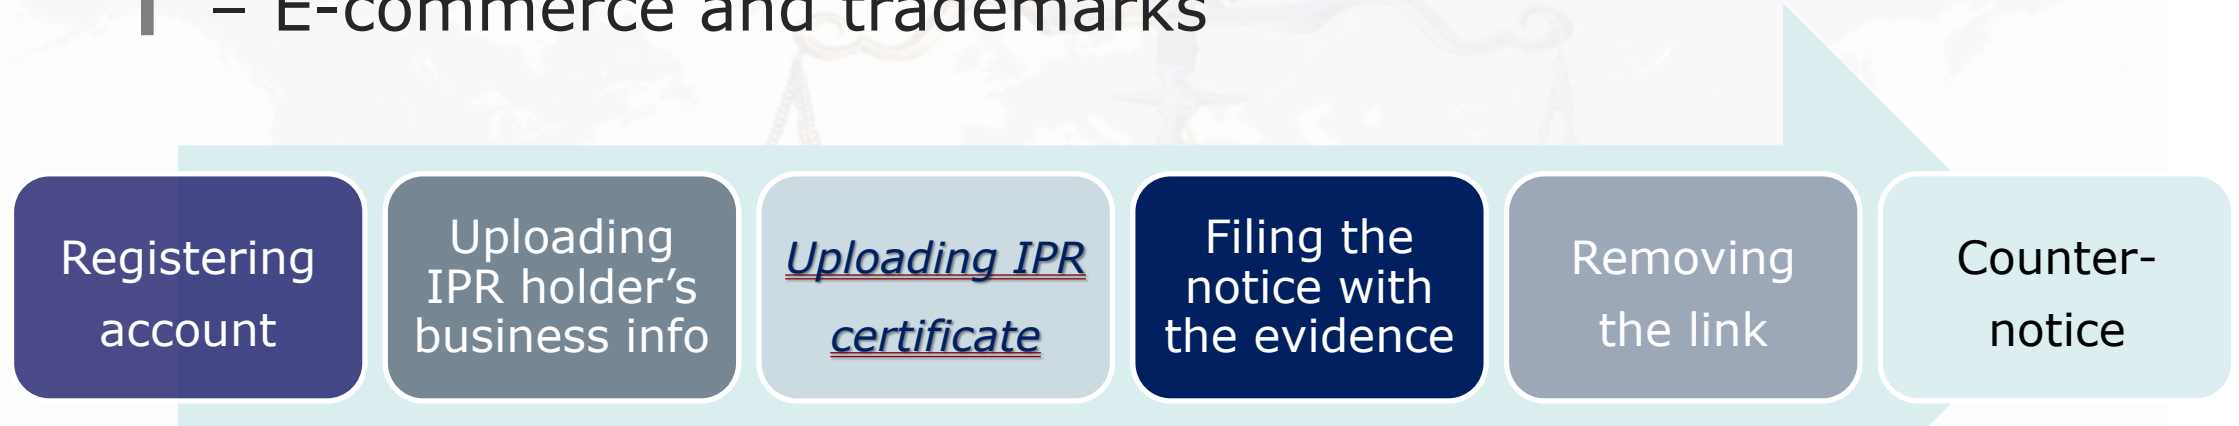 – E-commerce and trademarks
Registering
account
Uploading
IPR holder’s
business info
Uploading IPR
certificate
Filing the
notice with
the evidence
Removing
the link
Counter-
notice